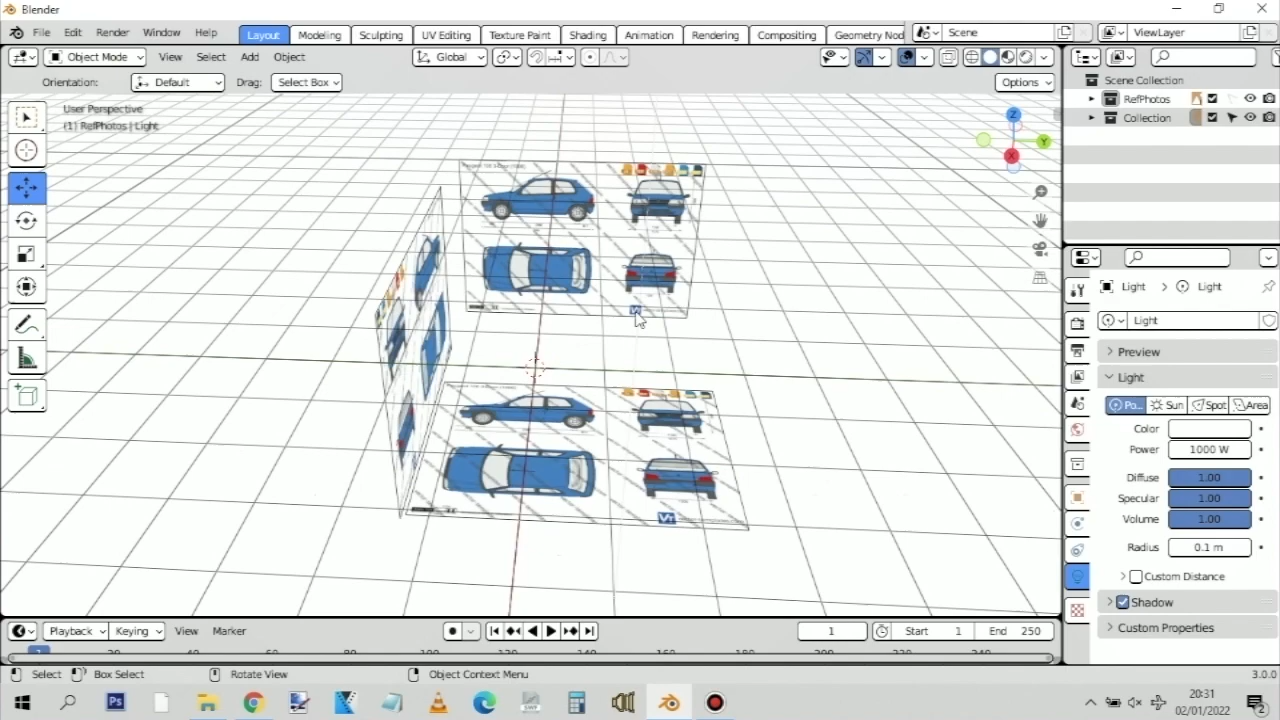 Blender
File Edit Render Window Help Layout Modeling Sculpting UV Editing Texture Paint Shading Animation Rendering Compositing Geometry Nod Scene ViewLayer
Object Mode View Select Add Object Global
Orientation: Default Drag: Select Box Options
Scene Collection
RefPhotos
Collection
User Perspective
(1) RefPhotos | Light
Z
Y
X
Light Light
Light
Preview
Light
Po... Sun Spot Area
Color
Power 1000 W
Diffuse 1.00
Specular 1.00
Volume 1.00
Radius 0.1 m
Custom Distance
Shadow
Custom Properties
Playback Keying View Marker 1 Start 1 End 250
Select Box Select Rotate View Object Context Menu 3.0.0
Ps
20:31
02/01/2022
2